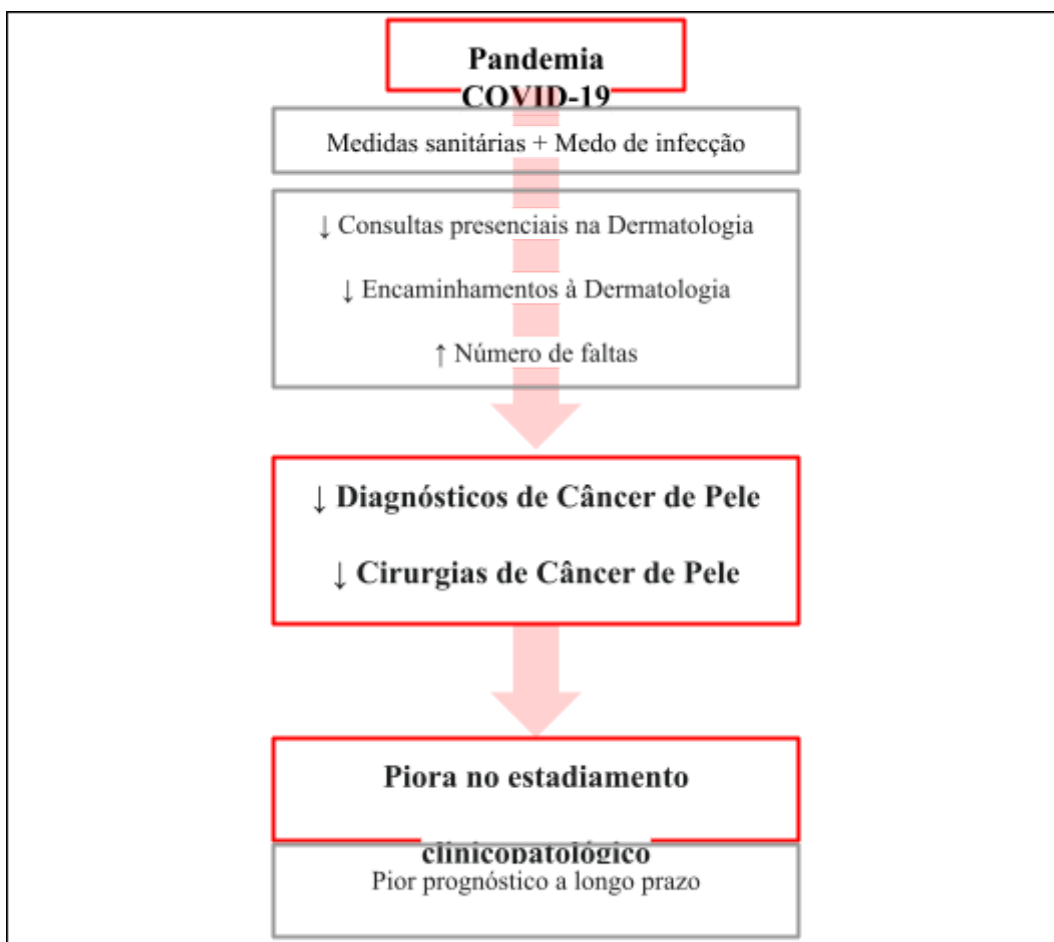 Pandemia
COVID-19
Medidas sanitárias + Medo de infecção
↓ Consultas presenciais na Dermatologia
↓ Encaminhamentos à Dermatologia
↑ Número de faltas
↓ Diagnósticos de Câncer de Pele
↓ Cirurgias de Câncer de Pele
Piora no estadiamento
clinicopatológico
Pior prognóstico a longo prazo